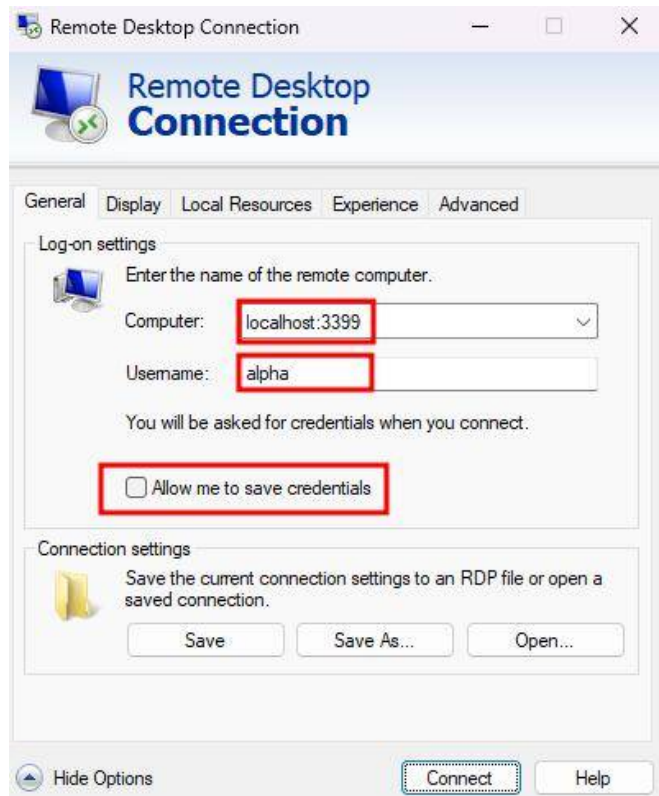 Remote Desktop Connection
Remote Desktop
Connection
General Display Local Resources Experience Advanced
Log-on settings
Enter the name of the remote computer.
Computer: localhost:3399
Username: alpha
You will be asked for credentials when you connect.
Allow me to save credentials
Connection settings
Save the current connection settings to an RDP file or open a
saved connection.
Save Save As... Open...
Hide Options Connect Help